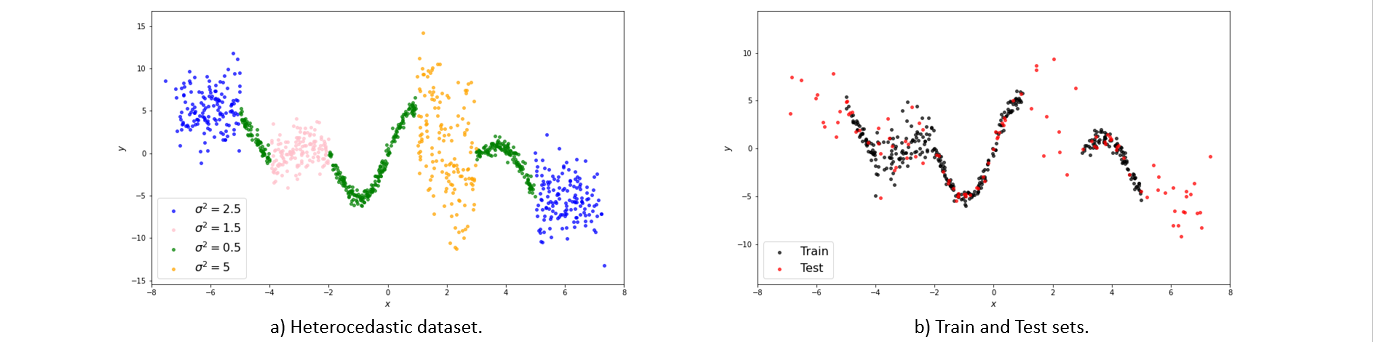 15
10
5
0
−5
−10
−15
y
σ² = 2.5
σ² = 1.5
σ² = 0.5
σ² = 5
−8 −6 −4 −2 0 2 4 6 8
x
a) Heterocedastic dataset.
10
5
0
−5
−10
y
Train
Test
−8 −6 −4 −2 0 2 4 6 8
x
b) Train and Test sets.